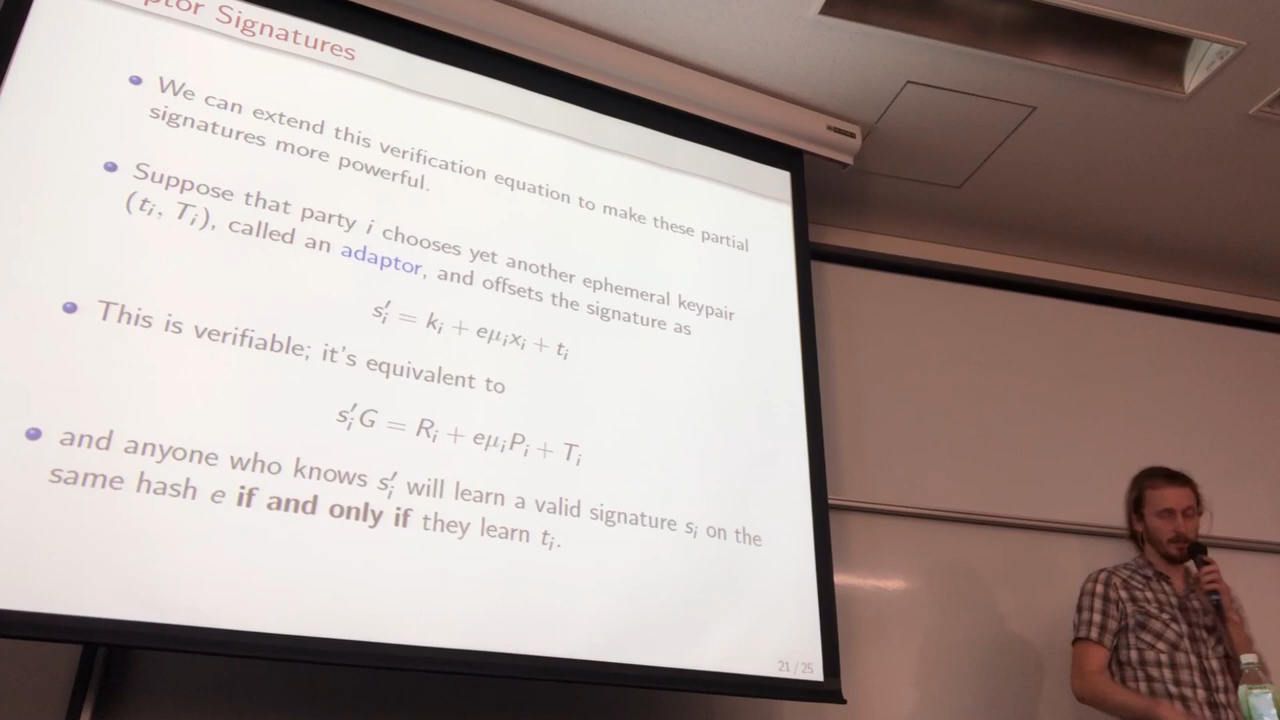 ptor Signatures
We can extend this verification equation to make these partial
signatures more powerful.
Suppose that party i chooses yet another ephemeral keypair
(tᵢ, Tᵢ), called an adaptor, and offsets the signature as
s′ᵢ = kᵢ + eμᵢxᵢ + tᵢ
This is verifiable; it's equivalent to
s′ᵢG = Rᵢ + eμᵢPᵢ + Tᵢ
and anyone who knows s′ᵢ will learn a valid signature sᵢ on the
same hash e if and only if they learn tᵢ.
21 / 25